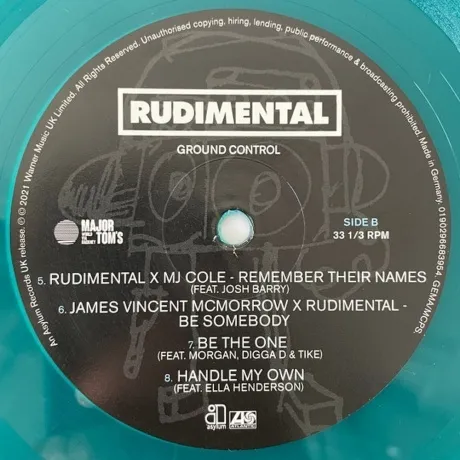 An Asylum Records UK release. ℗ © 2021 Warner Music UK Limited. All Rights Reserved. Unauthorised copying, hiring, lending, public performance & broadcasting prohibited. Made in Germany. 0190296683954. GEMA/MCPS.
RUDIMENTAL
GROUND CONTROL
MAJOR
TOM'S
SIDE B
33 1/3 RPM
5. RUDIMENTAL X MJ COLE - REMEMBER THEIR NAMES
(FEAT. JOSH BARRY)
6. JAMES VINCENT MCMORROW X RUDIMENTAL -
BE SOMEBODY
7. BE THE ONE
(FEAT. MORGAN, DIGGA D & TIKE)
8. HANDLE MY OWN
(FEAT. ELLA HENDERSON)
asylum
ATLANTIC